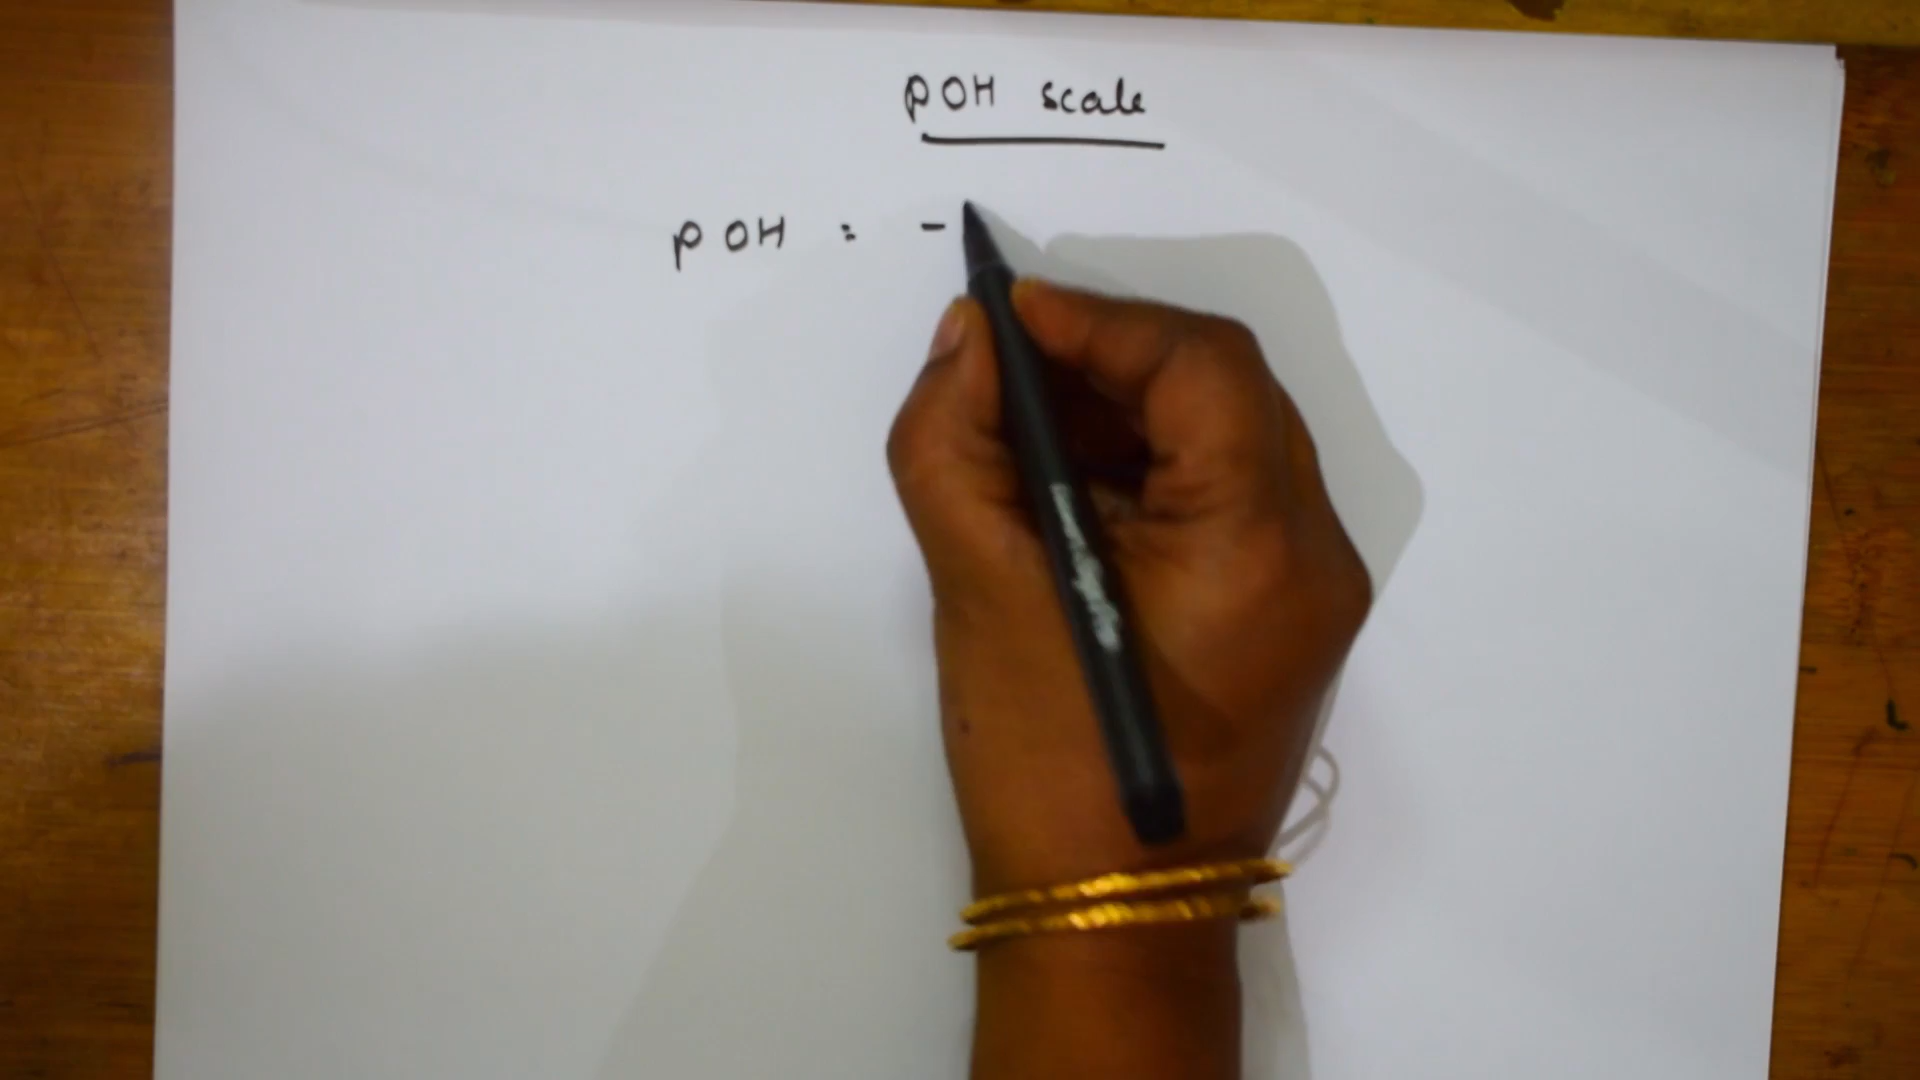 pOH scale
pOH = -